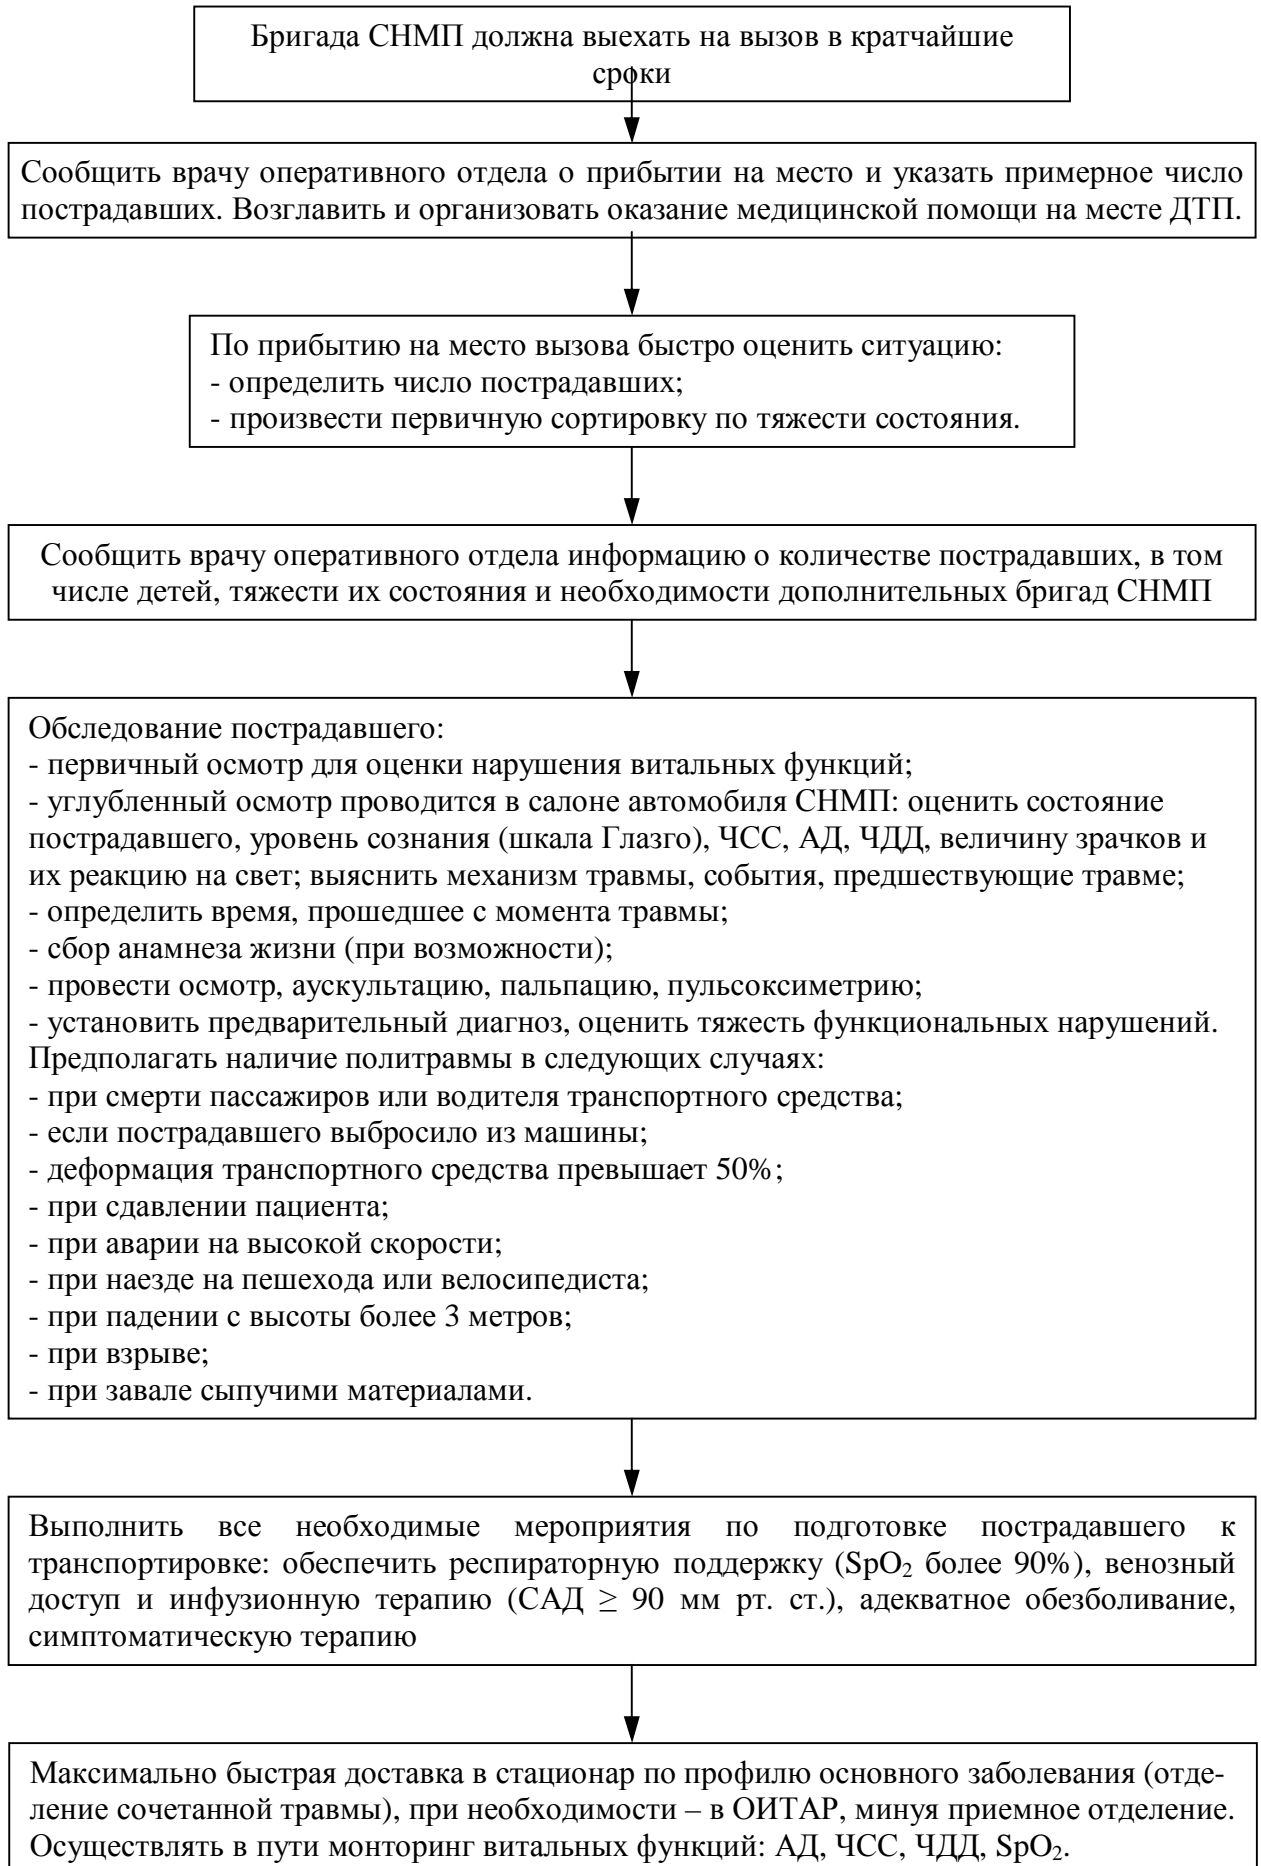 Бригада СНМП должна выехать на вызов в кратчайшие
сроки
Сообщить врачу оперативного отдела о прибытии на место и указать примерное число
пострадавших. Возглавить и организовать оказание медицинской помощи на месте ДТП.
По прибытию на место вызова быстро оценить ситуацию:
- определить число пострадавших;
- произвести первичную сортировку по тяжести состояния.
Сообщить врачу оперативного отдела информацию о количестве пострадавших, в том
числе детей, тяжести их состояния и необходимости дополнительных бригад СНМП
Обследование пострадавшего:
- первичный осмотр для оценки нарушения витальных функций;
- углубленный осмотр проводится в салоне автомобиля СНМП: оценить состояние
пострадавшего, уровень сознания (шкала Глазго), ЧСС, АД, ЧДД, величину зрачков и
их реакцию на свет; выяснить механизм травмы, события, предшествующие травме;
- определить время, прошедшее с момента травмы;
- сбор анамнеза жизни (при возможности);
- провести осмотр, аускультацию, пальпацию, пульсоксиметрию;
- установить предварительный диагноз, оценить тяжесть функциональных нарушений.
Предполагать наличие политравмы в следующих случаях:
- при смерти пассажиров или водителя транспортного средства;
- если пострадавшего выбросило из машины;
- деформация транспортного средства превышает 50%;
- при сдавлении пациента;
- при аварии на высокой скорости;
- при наезде на пешехода или велосипедиста;
- при падении с высоты более 3 метров;
- при взрыве;
- при завале сыпучими материалами.
Выполнить все необходимые мероприятия по подготовке пострадавшего к
транспортировке: обеспечить респираторную поддержку (SpO₂ более 90%), венозный
доступ и инфузионную терапию (САД ≥ 90 мм рт. ст.), адекватное обезболивание,
симптоматическую терапию
Максимально быстрая доставка в стационар по профилю основного заболевания (отде-
ление сочетанной травмы), при необходимости – в ОИТАР, минуя приемное отделение.
Осуществлять в пути монторинг витальных функций: АД, ЧСС, ЧДД, SpO₂.